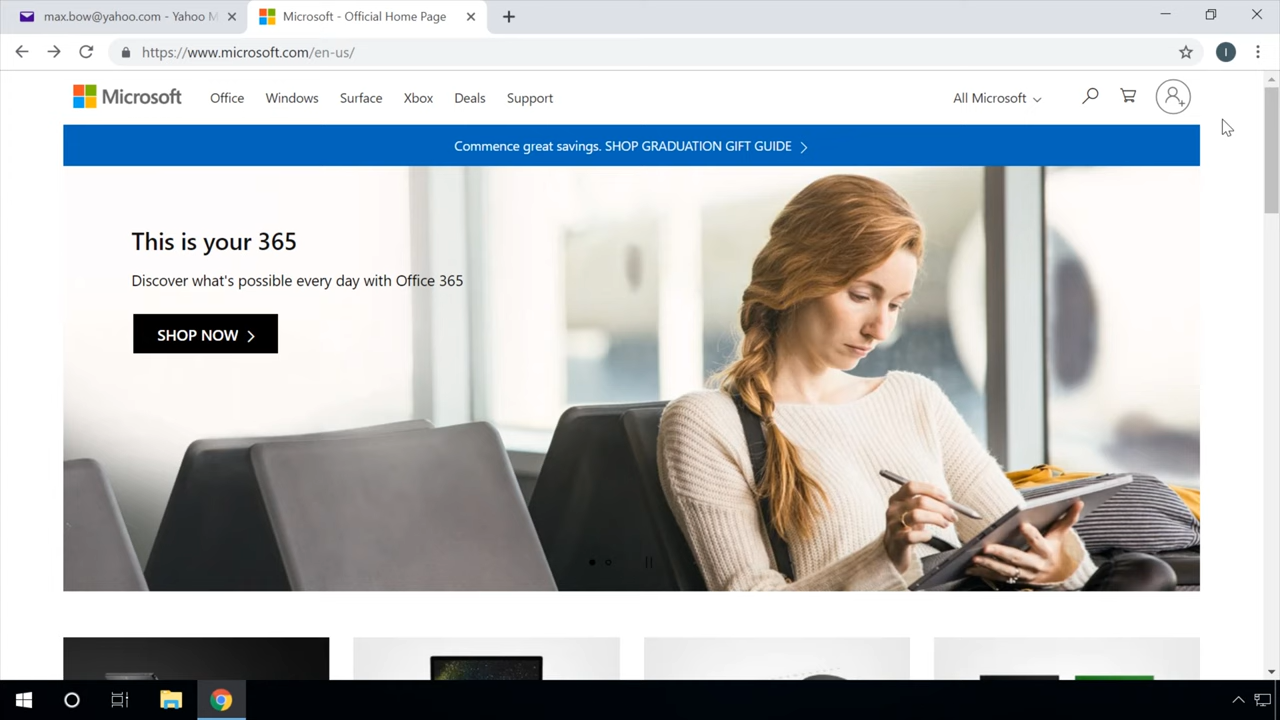 max.bow@yahoo.com - Yahoo M
Microsoft - Official Home Page
https://www.microsoft.com/en-us/
I
Microsoft
Office
Windows
Surface
Xbox
Deals
Support
All Microsoft
Commence great savings. SHOP GRADUATION GIFT GUIDE
This is your 365
Discover what's possible every day with Office 365
SHOP NOW